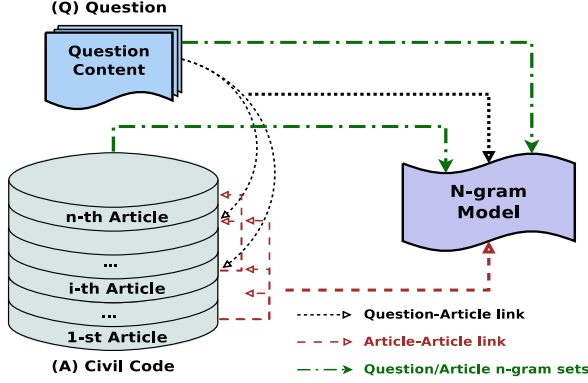 (Q) Question
Question
Content
n-th Article
...
i-th Article
...
1-st Article
(A) Civil Code
N-gram
Model
Question-Article link
Article-Article link
Question/Article n-gram sets